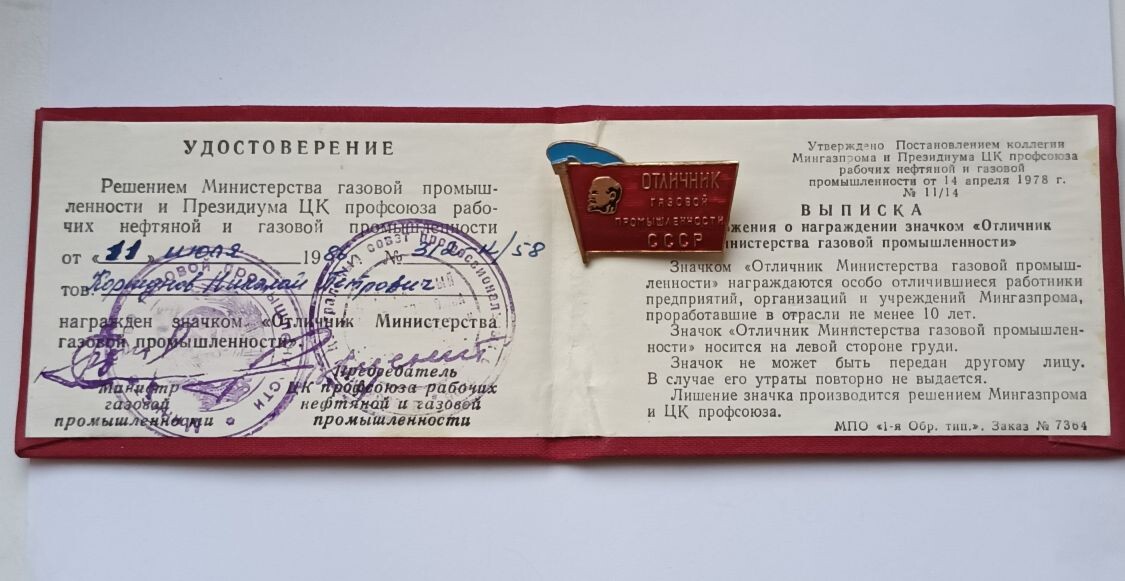 УДОСТОВЕРЕНИЕ
Решением Министерства газовой промыш-
ленности и Президиума ЦК профсоюза рабо-
чих нефтяной и газовой промышленности
от «11» июля 1986 №
тов. Николай Петрович
награжден значком «Отличник Министерства
газовой промышленности».
Министр
газовой
промышленности
Председатель
ЦК профсоюза рабочих
нефтяной и газовой
промышленности
ОТЛИЧНИК
ГАЗОВОЙ
ПРОМЫШЛЕННОСТИ
СССР
Утверждено Постановлением коллегии
Мингазпрома и Президиума ЦК профсоюза
рабочих нефтяной и газовой
промышленности от 14 апреля 1978 г.
№ 11/14
ВЫПИСКА
о награждении значком «Отличник
газовой промышленности»
Значком «Отличник Министерства газовой промыш-
ленности» награждаются особо отличившиеся работники
предприятий, организаций и учреждений Мингазпрома,
проработавшие в отрасли не менее 10 лет.
Значок «Отличник Министерства газовой промышлен-
ности» носится на левой стороне груди.
Значок не может быть передан другому лицу.
В случае его утраты повторно не выдается.
Лишение значка производится решением Мингазпрома
и ЦК профсоюза.
МПО «1-я Обр. тип.». Заказ № 7364